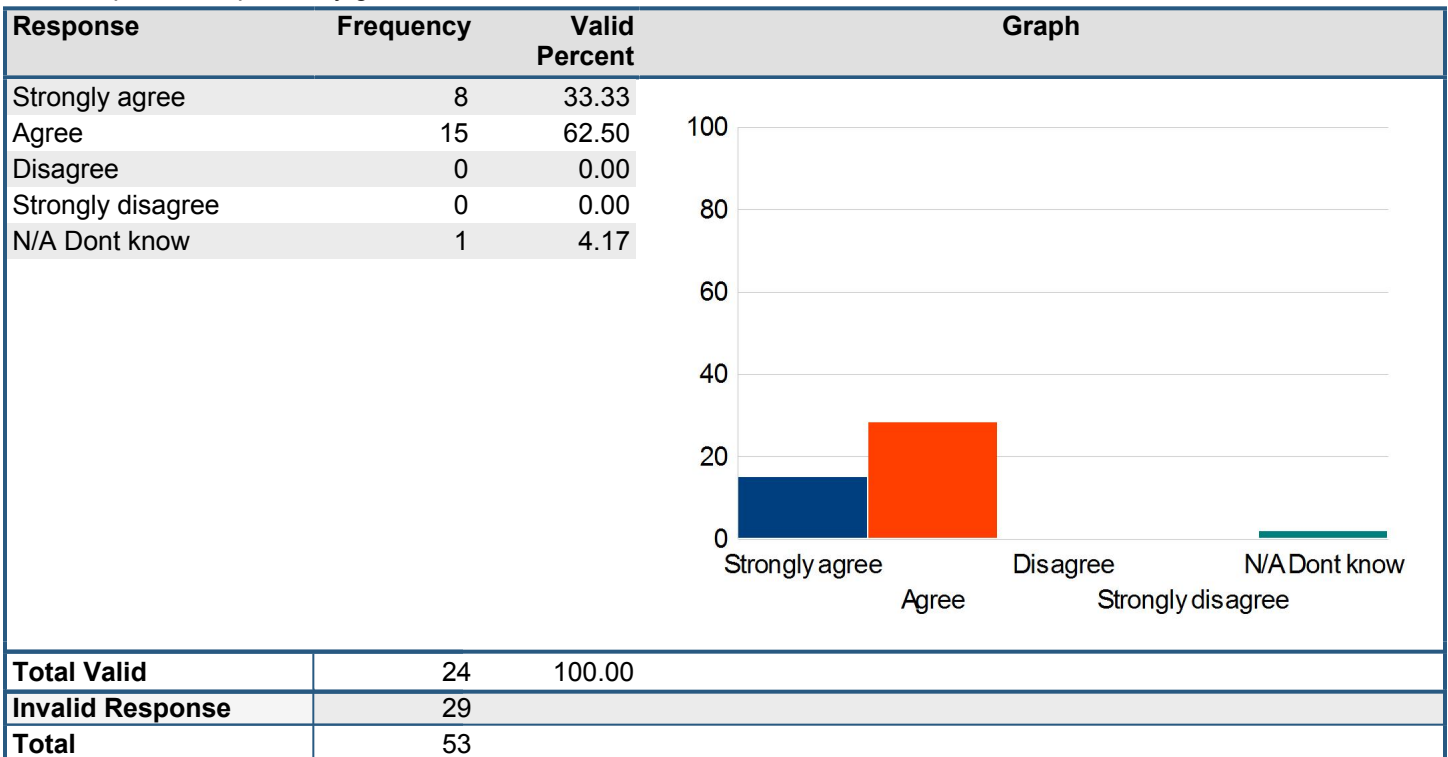 Response Frequency Valid Percent Graph
Strongly agree 8 33.33
Agree 15 62.50
Disagree 0 0.00
Strongly disagree 0 0.00
N/A Dont know 1 4.17
100
80
60
40
20
0
Strongly agree Disagree N/A Dont know
Agree Strongly disagree
Total Valid 24 100.00
Invalid Response 29
Total 53